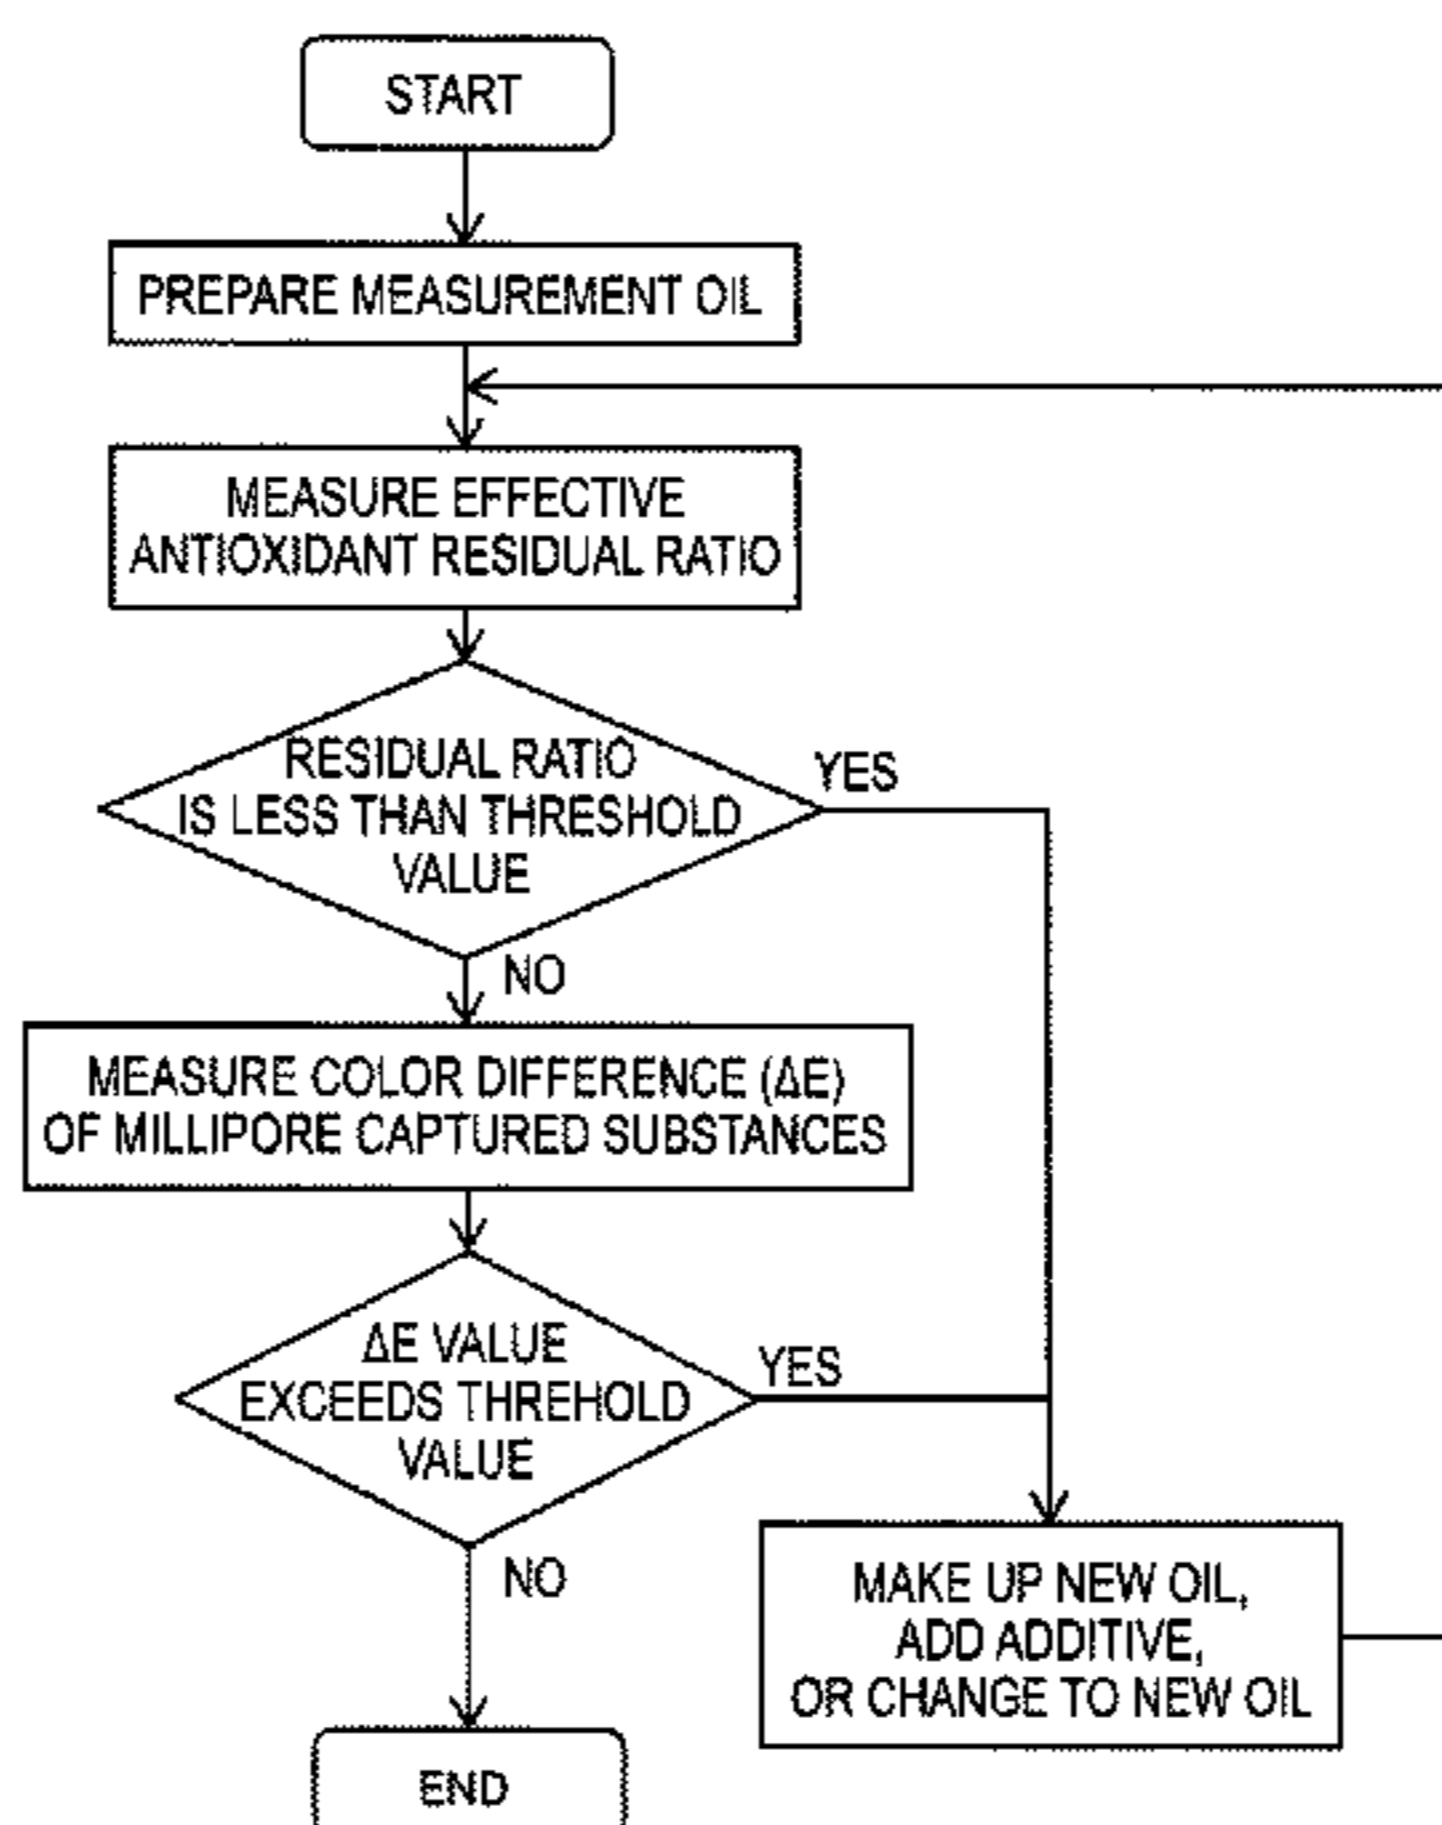 START
PREPARE MEASUREMENT OIL
MEASURE EFFECTIVE
ANTIOXIDANT RESIDUAL RATIO
RESIDUAL RATIO
IS LESS THAN THRESHOLD
VALUE
YES
NO
MEASURE COLOR DIFFERENCE (ΔE)
OF MILLIPORE CAPTURED SUBSTANCES
ΔE VALUE
EXCEEDS THREHOLD
VALUE
YES
NO
MAKE UP NEW OIL,
ADD ADDITIVE,
OR CHANGE TO NEW OIL
END